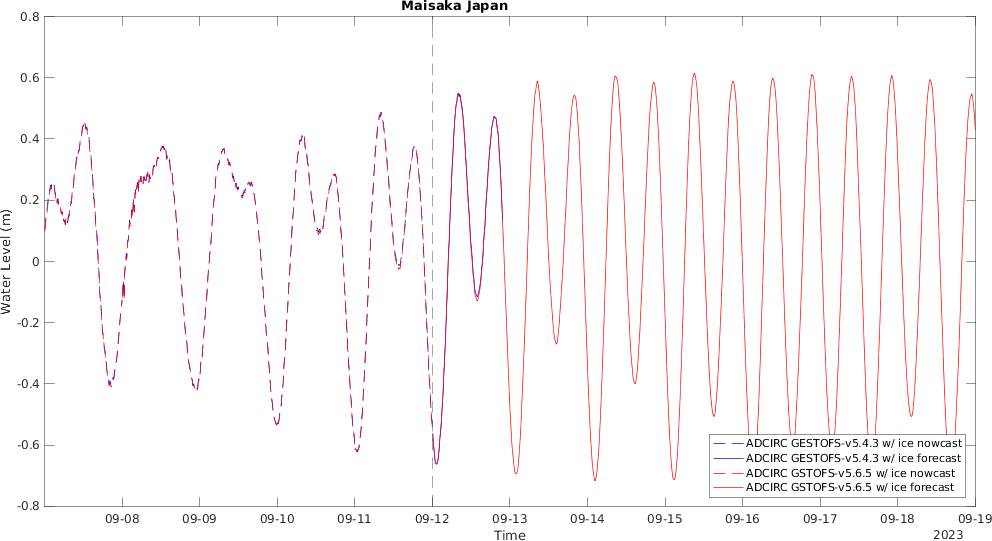 Maisaka Japan
0.8
0.6
0.4
0.2
0
-0.2
-0.4
-0.6
-0.8
Water Level (m)
ADCIRC GESTOFS-v5.4.3 w/ ice nowcast
ADCIRC GESTOFS-v5.4.3 w/ ice forecast
ADCIRC GSTOFS-v5.6.5 w/ ice nowcast
ADCIRC GSTOFS-v5.6.5 w/ ice forecast
09-08 09-09 09-10 09-11 09-12 09-13 09-14 09-15 09-16 09-17 09-18 09-19
Time
2023